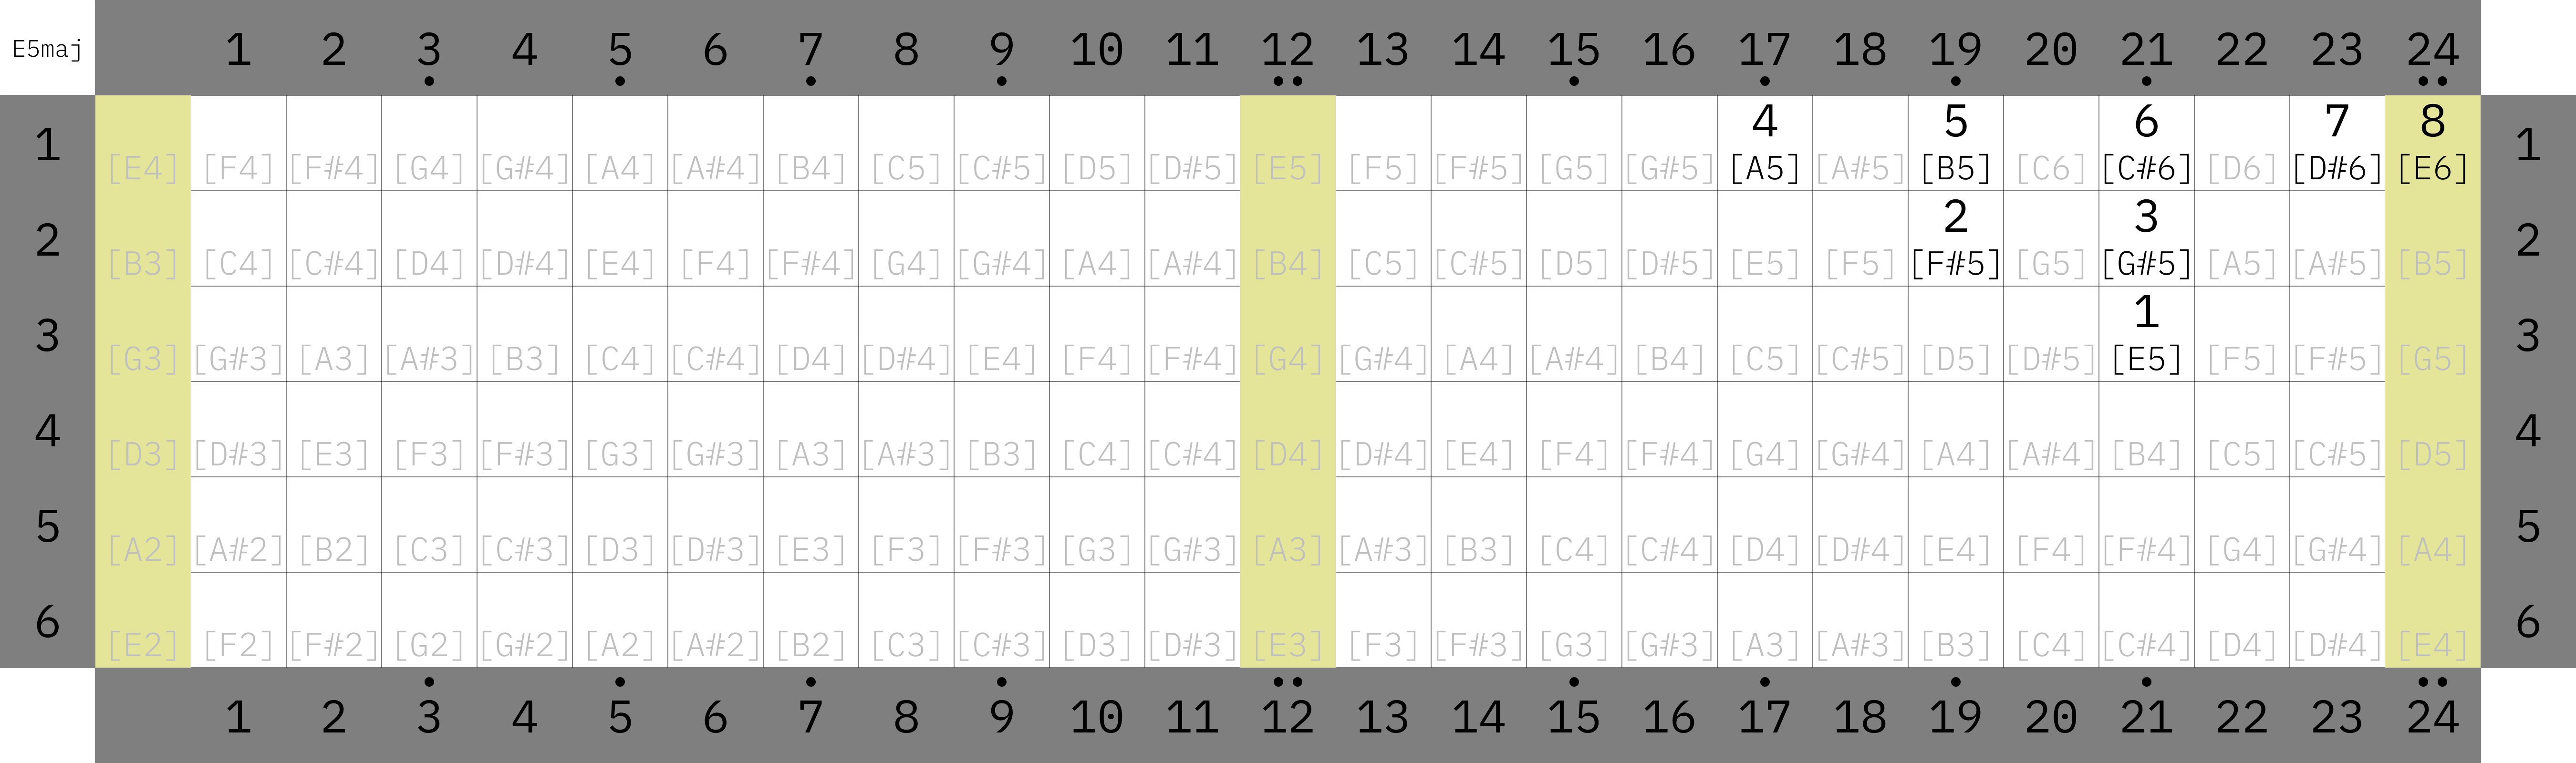 E5maj 1 2 3 4 5 6 7 8 9 10 11 12 13 14 15 16 17 18 19 20 21 22 23 24
4 5 6 7 8
1 [E4] [F4] [F#4] [G4] [G#4] [A4] [A#4] [B4] [C5] [C#5] [D5] [D#5] [E5] [F5] [F#5] [G5] [G#5] [A5] [A#5] [B5] [C6] [C#6] [D6] [D#6] [E6] 1
2 3
2 [B3] [C4] [C#4] [D4] [D#4] [E4] [F4] [F#4] [G4] [G#4] [A4] [A#4] [B4] [C5] [C#5] [D5] [D#5] [E5] [F5] [F#5] [G5] [G#5] [A5] [A#5] [B5] 2
1
3 [G3] [G#3] [A3] [A#3] [B3] [C4] [C#4] [D4] [D#4] [E4] [F4] [F#4] [G4] [G#4] [A4] [A#4] [B4] [C5] [C#5] [D5] [D#5] [E5] [F5] [F#5] [G5] 3
4 [D3] [D#3] [E3] [F3] [F#3] [G3] [G#3] [A3] [A#3] [B3] [C4] [C#4] [D4] [D#4] [E4] [F4] [F#4] [G4] [G#4] [A4] [A#4] [B4] [C5] [C#5] [D5] 4
5 [A2] [A#2] [B2] [C3] [C#3] [D3] [D#3] [E3] [F3] [F#3] [G3] [G#3] [A3] [A#3] [B3] [C4] [C#4] [D4] [D#4] [E4] [F4] [F#4] [G4] [G#4] [A4] 5
6 [E2] [F2] [F#2] [G2] [G#2] [A2] [A#2] [B2] [C3] [C#3] [D3] [D#3] [E3] [F3] [F#3] [G3] [G#3] [A3] [A#3] [B3] [C4] [C#4] [D4] [D#4] [E4] 6
1 2 3 4 5 6 7 8 9 10 11 12 13 14 15 16 17 18 19 20 21 22 23 24